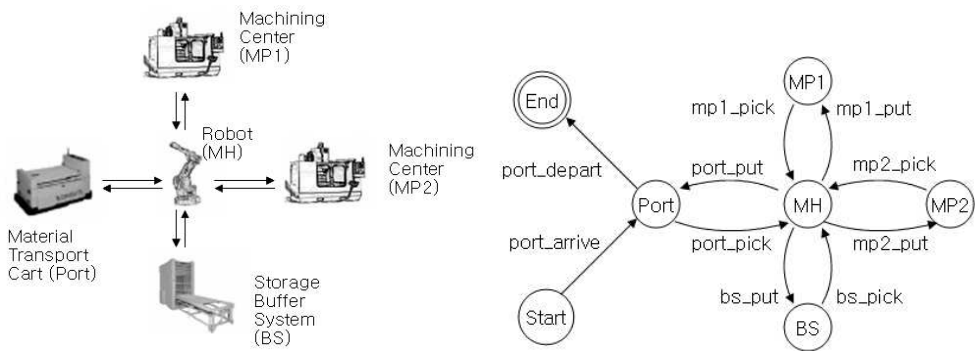 Machining
Center
(MP1)
Robot
(MH)
Machining
Center
(MP2)
Material
Transport
Cart (Port)
Storage
Buffer
System
(BS)
End
MP1
mp1_pick
mp1_put
port_depart
port_put
mp2_pick
Port
MH
MP2
port_arrive
port_pick
mp2_put
bs_put
bs_pick
Start
BS